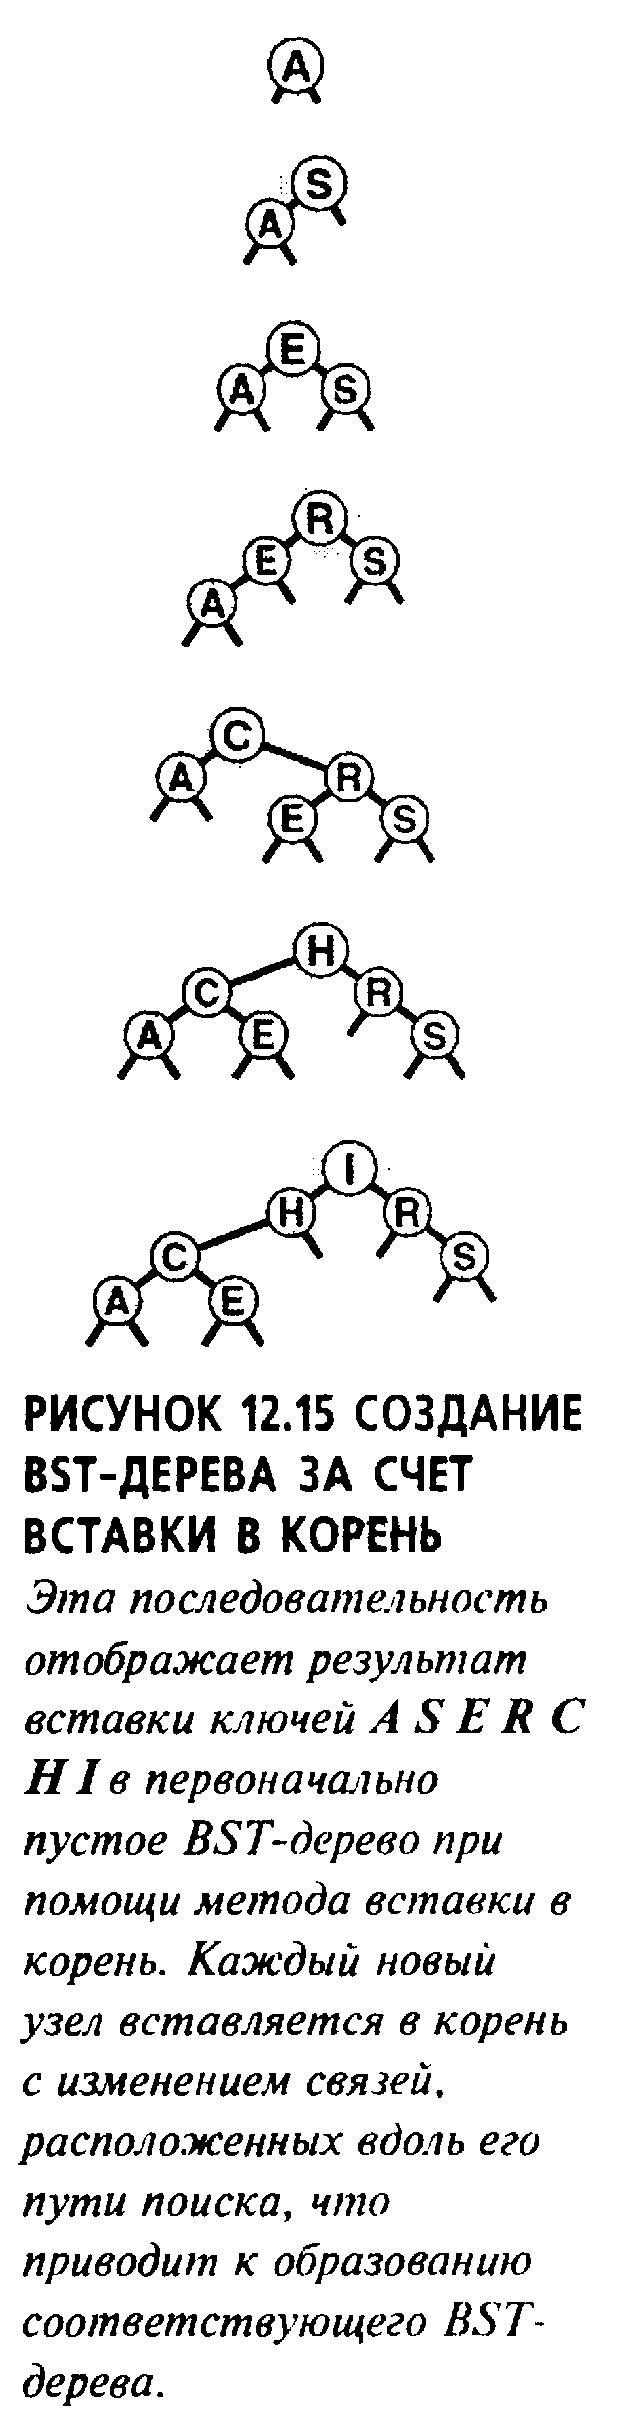 A
S
A
E
A S
R
E S
A
C
A R
E S
H
C R
A E S
I
H R
C S
A E
РИСУНОК 12.15 СОЗДАНИЕ
BST-ДЕРЕВА ЗА СЧЕТ
ВСТАВКИ В КОРЕНЬ
Эта последовательность
отображает результат
вставки ключей A S E R C
H I в первоначально
пустое BST-дерево при
помощи метода вставки в
корень. Каждый новый
узел вставляется в корень
с изменением связей,
расположенных вдоль его
пути поиска, что
приводит к образованию
соответствующего BST-
дерева.